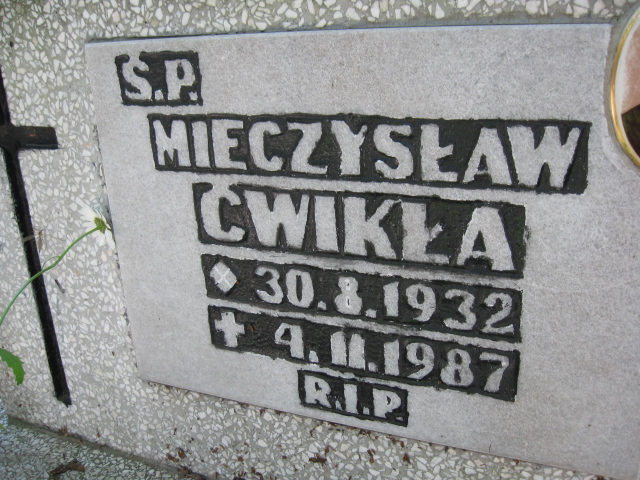 Ś.P.
MIECZYSŁAW
ĆWIKŁA
30.8.1932
4.11.1987
R.I.P.